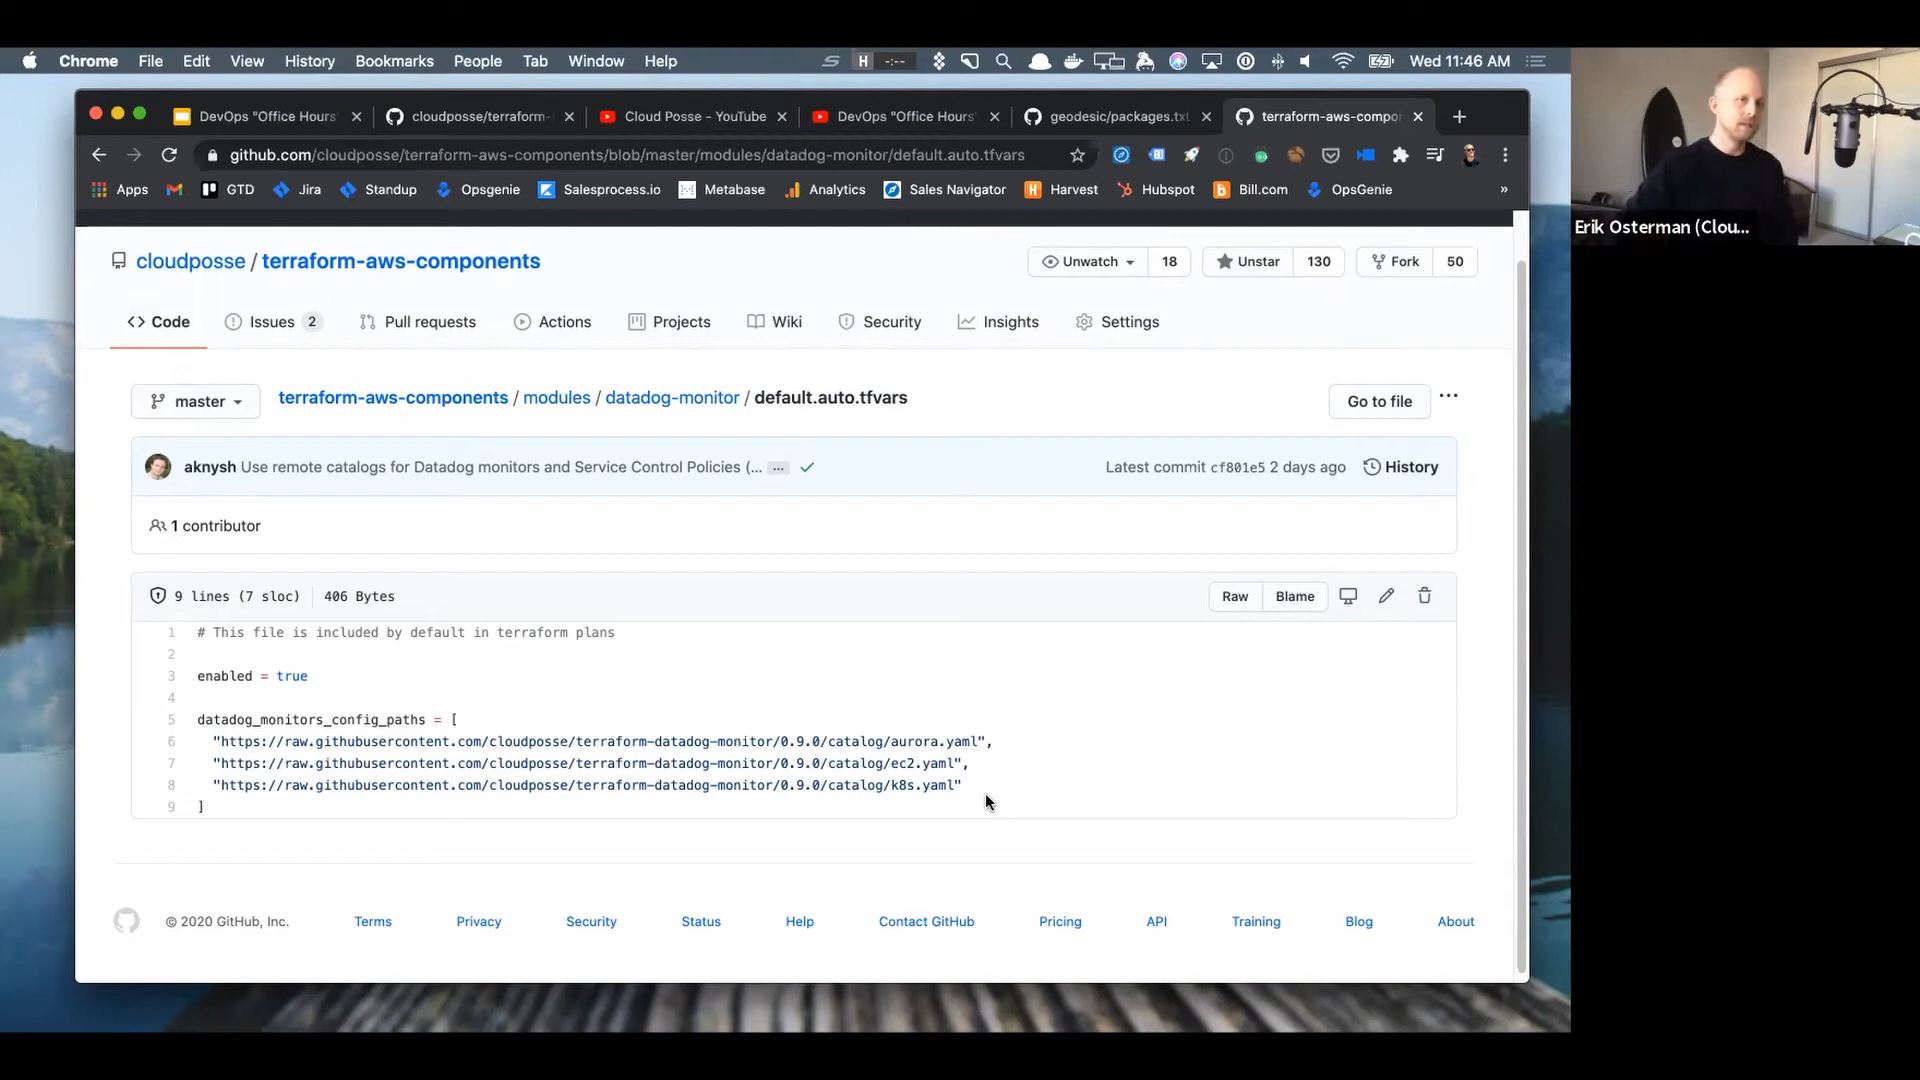 Chrome File Edit View History Bookmarks People Tab Window Help
H -:-- Wed 11:46 AM
DevOps "Office Hours'
cloudposse/terraform-
Cloud Posse - YouTube
DevOps "Office Hours'
geodesic/packages.txt
terraform-aws-compo
github.com/cloudposse/terraform-aws-components/blob/master/modules/datadog-monitor/default.auto.tfvars
Apps GTD Jira Standup Opsgenie Salesprocess.io Metabase Analytics Sales Navigator Harvest Hubspot Bill.com OpsGenie »
Erik Osterman (Clou...
cloudposse / terraform-aws-components
Unwatch 18 Unstar 130 Fork 50
Code Issues 2 Pull requests Actions Projects Wiki Security Insights Settings
master terraform-aws-components / modules / datadog-monitor / default.auto.tfvars Go to file ...
aknysh Use remote catalogs for Datadog monitors and Service Control Policies (... ... Latest commit cf801e5 2 days ago History
1 contributor
9 lines (7 sloc) 406 Bytes Raw Blame
1 # This file is included by default in terraform plans
2
3 enabled = true
4
5 datadog_monitors_config_paths = [
6 "https://raw.githubusercontent.com/cloudposse/terraform-datadog-monitor/0.9.0/catalog/aurora.yaml",
7 "https://raw.githubusercontent.com/cloudposse/terraform-datadog-monitor/0.9.0/catalog/ec2.yaml",
8 "https://raw.githubusercontent.com/cloudposse/terraform-datadog-monitor/0.9.0/catalog/k8s.yaml"
9 ]
© 2020 GitHub, Inc. Terms Privacy Security Status Help Contact GitHub Pricing API Training Blog About